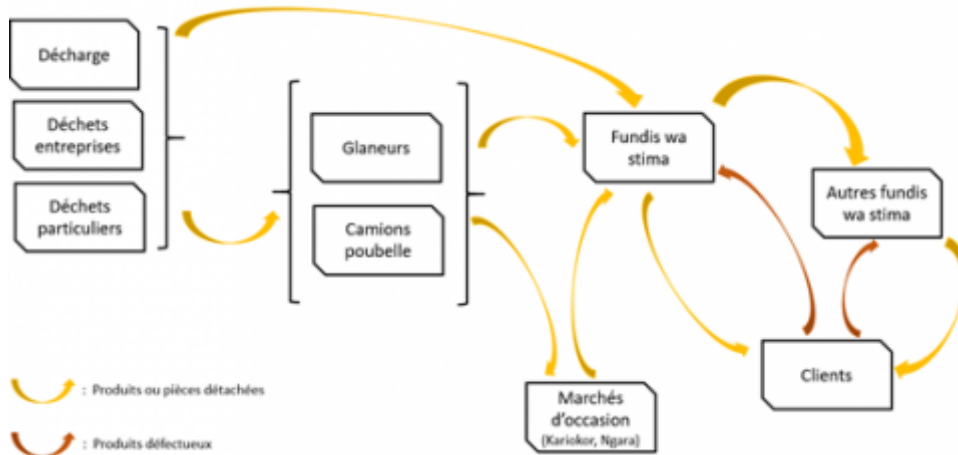 Décharge
Déchets
entreprises
Déchets
particuliers
Glaneurs
Camions
poubelle
Fundis wa
stima
Autres fundis
wa stima
Clients
Marchés
d'occasion
(Kariokor, Ngara)
: Produits ou pièces détachées
: Produits défectueux